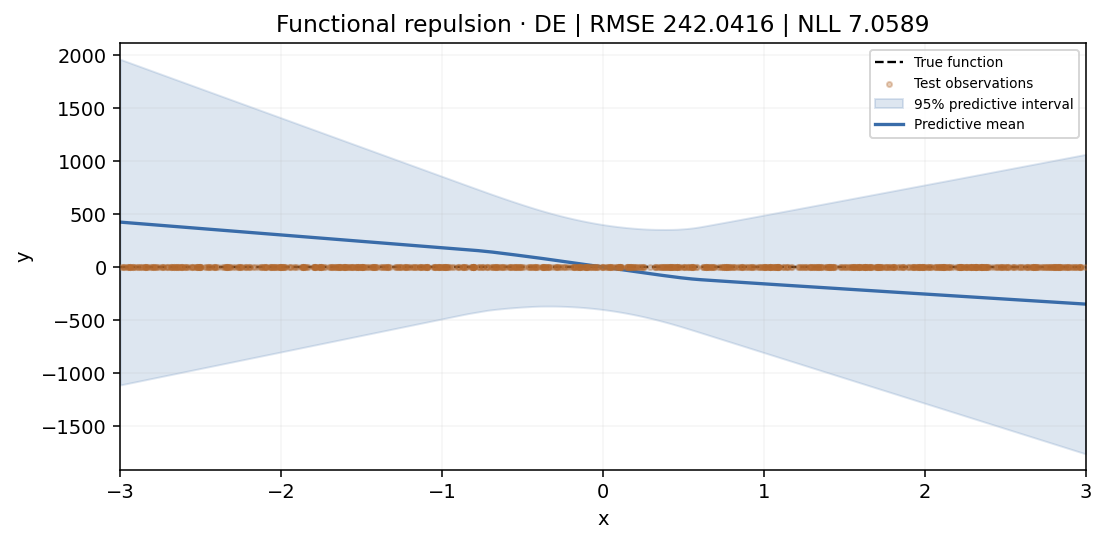 Functional repulsion · DE | RMSE 242.0416 | NLL 7.0589
True function
Test observations
95% predictive interval
Predictive mean
2000
1500
1000
500
0
−500
−1000
−1500
y
−3
−2
−1
0
1
2
3
x